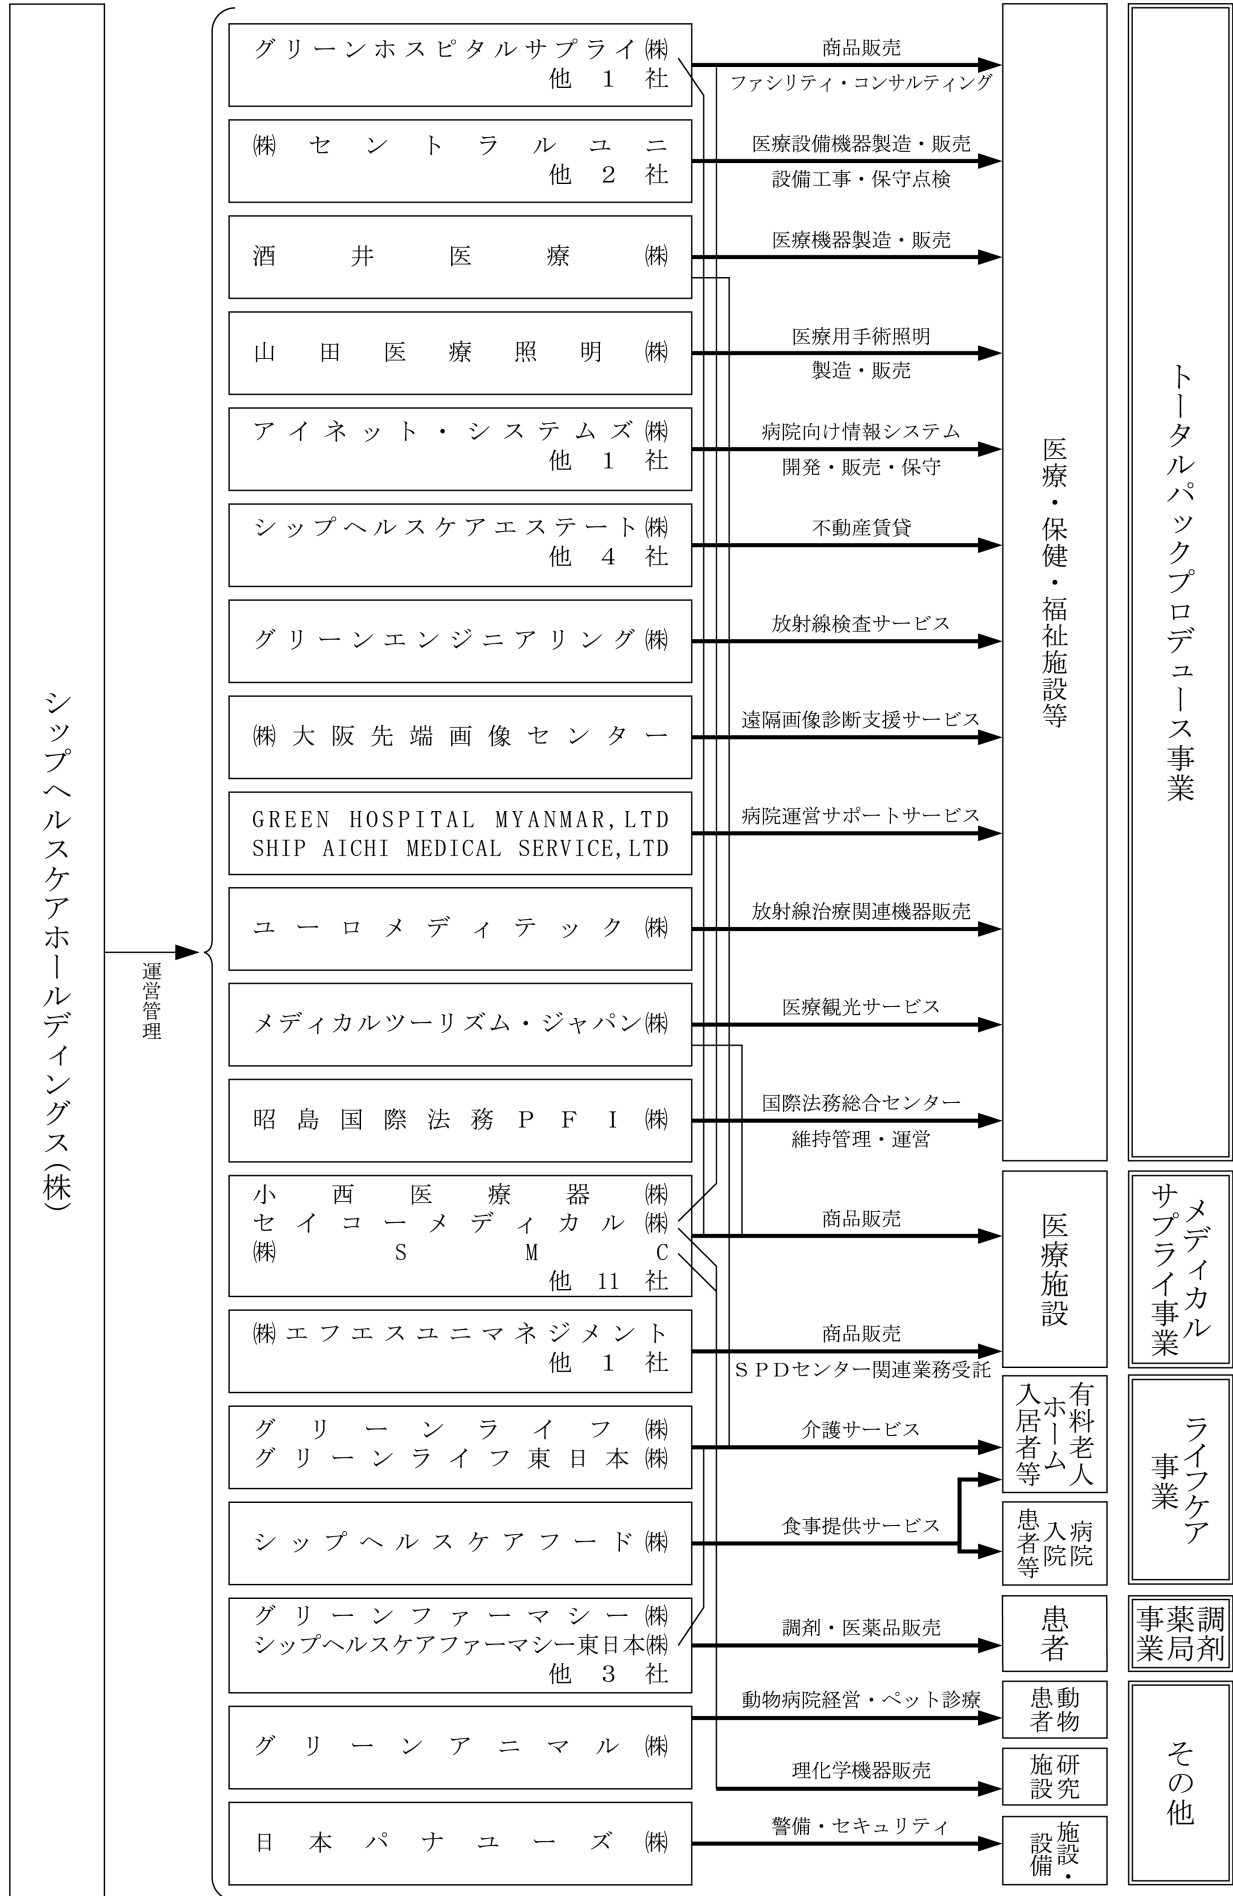 シップヘルスケアホールディングス(株)
運営管理
グリーンホスピタルサプライ㈱
他1社
商品販売
ファシリティ・コンサルティング
㈱セントラルユニ
他2社
医療設備機器製造・販売
設備工事・保守点検
酒井医療㈱
医療機器製造・販売
山田医療照明㈱
医療用手術照明
製造・販売
アイネット・システムズ㈱
他1社
病院向け情報システム
開発・販売・保守
シップヘルスケアエステート㈱
他4社
不動産賃貸
グリーンエンジニアリング㈱
放射線検査サービス
㈱大阪先端画像センター
遠隔画像診断支援サービス
GREEN HOSPITAL MYANMAR,LTD
SHIP AICHI MEDICAL SERVICE,LTD
病院運営サポートサービス
ユーロメディテック㈱
放射線治療関連機器販売
メディカルツーリズム・ジャパン㈱
医療観光サービス
昭島国際法務PFI㈱
国際法務総合センター
維持管理・運営
医療・保健・福祉施設等
トータルパックプロデュース事業
小西医療器㈱
セイコーメディカル㈱
㈱SMC
他11社
商品販売
㈱エフエスユニマネジメント
他1社
商品販売
SPDセンター関連業務受託
医療施設
メディカル
サプライ事業
グリーンライフ㈱
グリーンライフ東日本㈱
介護サービス
有料老人
ホーム
入居者等
シップヘルスケアフード㈱
食事提供サービス
病院
入院
患者等
ライフケア
事業
グリーンファーマシー㈱
シップヘルスケアファーマシー東日本㈱
他3社
調剤・医薬品販売
患者
調剤
薬局
事業
グリーンアニマル㈱
動物病院経営・ペット診療
動物
患者
理化学機器販売
研究
施設
日本パナユーズ㈱
警備・セキュリティ
施設・
設備
その他